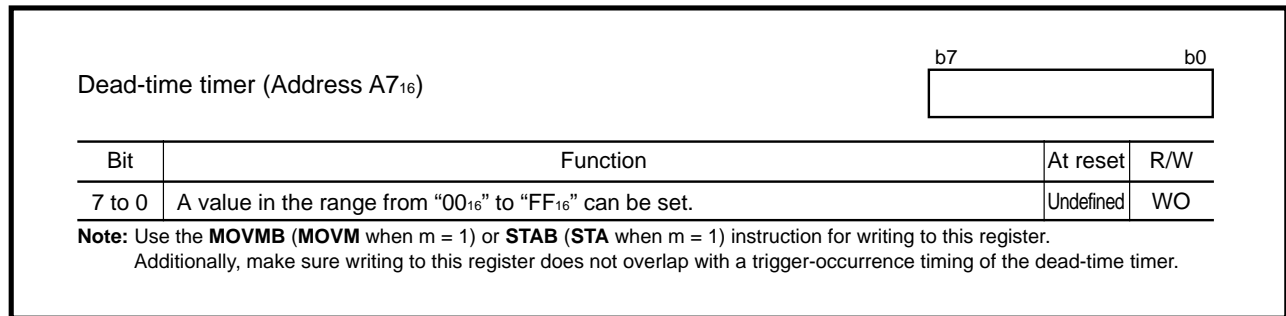 b7 b0
Dead-time timer (Address A7₁₆)
Bit Function At reset R/W
7 to 0 A value in the range from “00₁₆” to “FF₁₆” can be set. Undefined WO
Note: Use the MOVMB (MOVM when m = 1) or STAB (STA when m = 1) instruction for writing to this register.
Additionally, make sure writing to this register does not overlap with a trigger-occurrence timing of the dead-time timer.